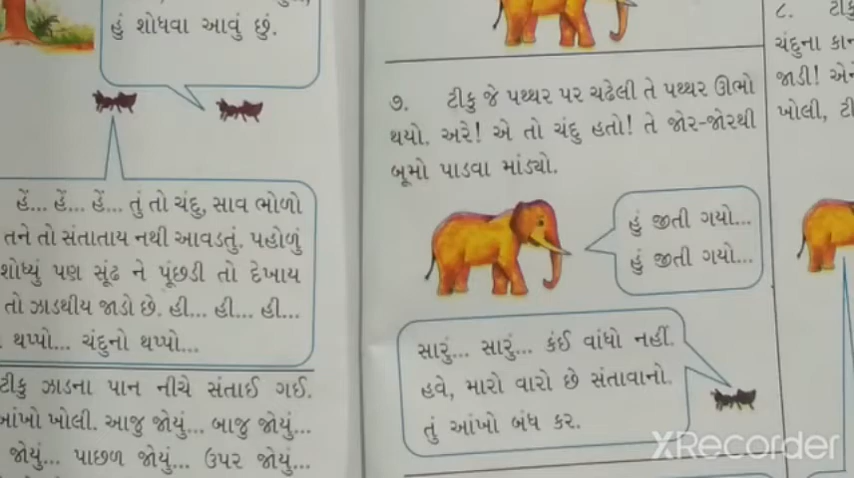 હું શોધવા આવું છું.
હેં... હેં... હેં... તું તો ચંદુ, સાવ ભોળો
તને તો સંતાતાય નથી આવડતું. પહોળું
શોધ્યું પણ સૂંઢ ને પૂંછડી તો દેખાય
તો ઝાડથીય જાડો છે. હી... હી... હી...
થપ્પો... ચંદુનો થપ્પો...
ટીકુ ઝાડના પાન નીચે સંતાઈ ગઈ.
આંખો ખોલી. આજુ જોયું... બાજુ જોયું...
જોયું... પાછળ જોયું... ઉપર જોયું...
૭. ટીકુ જે પથ્થર પર ચઢેલી તે પથ્થર ઊભો
થયો. અરે! એ તો ચંદુ હતો! તે જોર-જોરથી
બૂમો પાડવા માંડ્યો.
હું જીતી ગયો...
હું જીતી ગયો...
સારું... સારું... કંઈ વાંધો નહીં.
હવે, મારો વારો છે સંતાવાનો.
તું આંખો બંધ કર.
૮.
ચંદુના કાન
જાડી!
ખોલી,
XRecorder